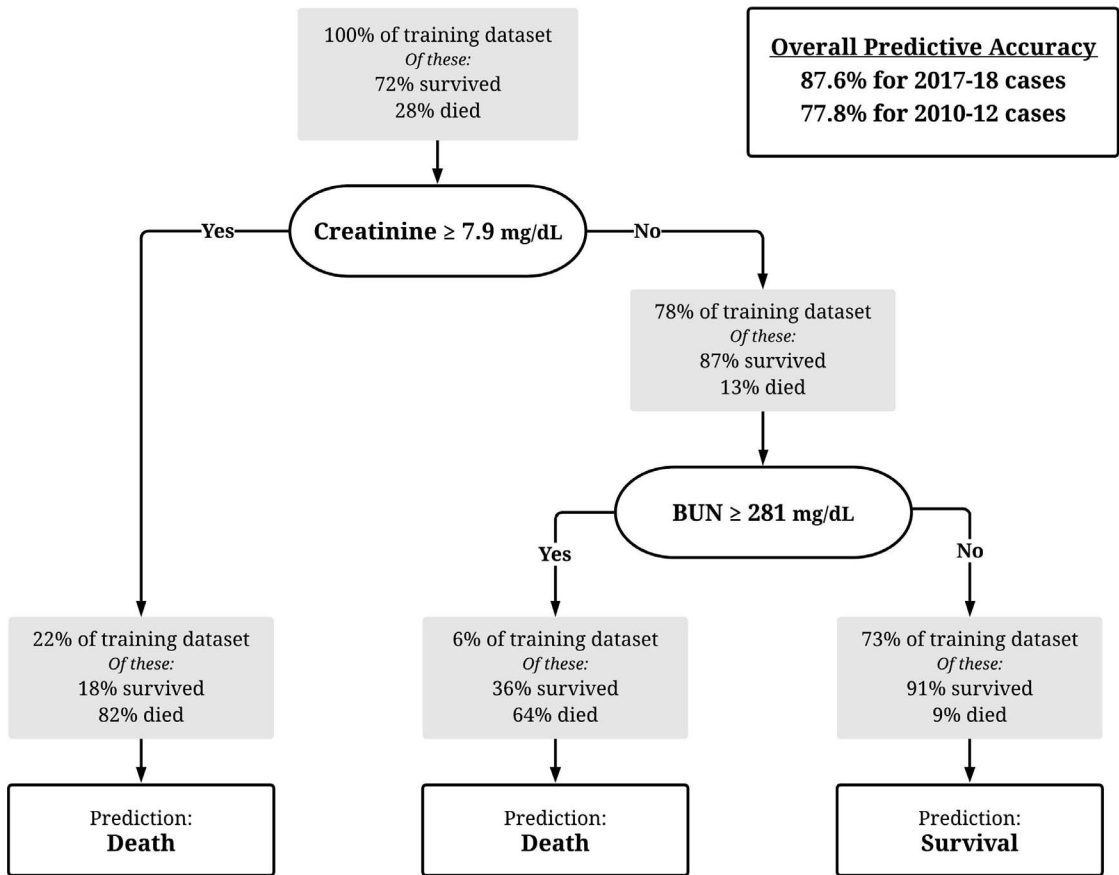 100% of training dataset
Of these:
72% survived
28% died
Overall Predictive Accuracy
87.6% for 2017-18 cases
77.8% for 2010-12 cases
Yes
Creatinine ≥ 7.9 mg/dL
No
78% of training dataset
Of these:
87% survived
13% died
BUN ≥ 281 mg/dL
Yes
No
22% of training dataset
Of these:
18% survived
82% died
6% of training dataset
Of these:
36% survived
64% died
73% of training dataset
Of these:
91% survived
9% died
Prediction:
Death
Prediction:
Death
Prediction:
Survival